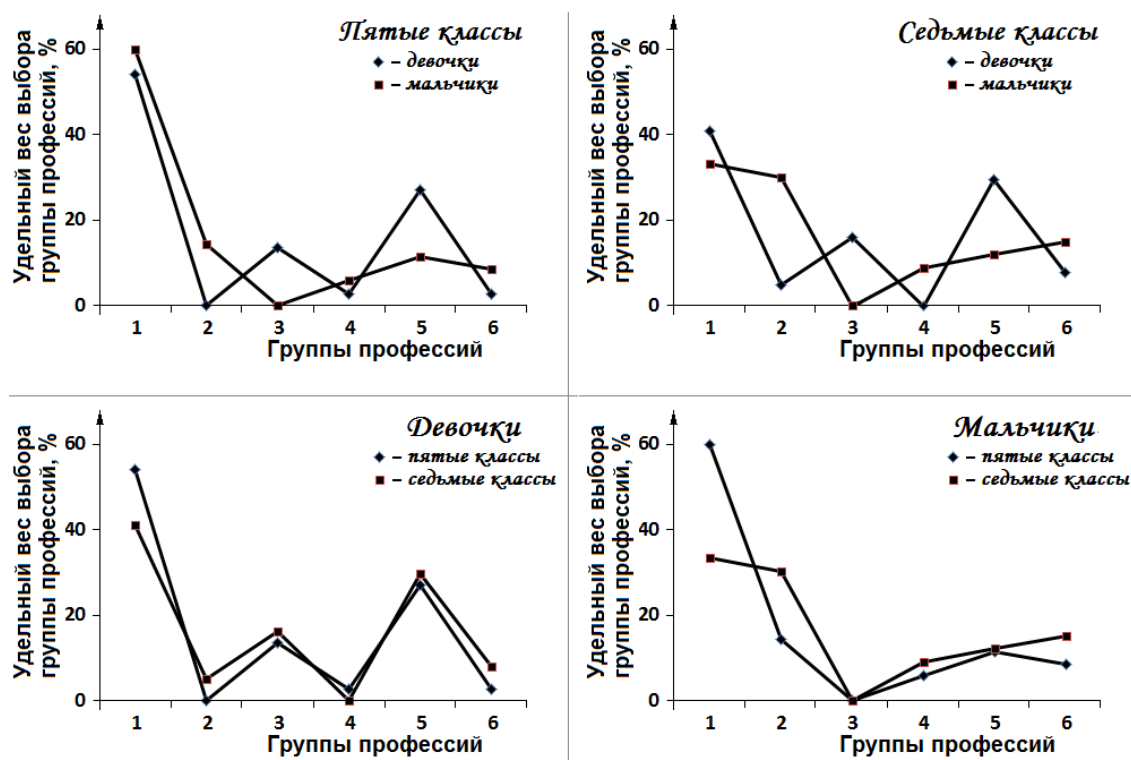 Пятые классы
– девочки
– мальчики
Удельный вес выбора
группы профессий, %
60
40
20
0
1 2 3 4 5 6
Группы профессий
Седьмые классы
– девочки
– мальчики
Удельный вес выбора
группы профессий, %
60
40
20
0
1 2 3 4 5 6
Группы профессий
Девочки
– пятые классы
– седьмые классы
Удельный вес выбора
группы профессий, %
60
40
20
0
1 2 3 4 5 6
Группы профессий
Мальчики
– пятые классы
– седьмые классы
Удельный вес выбора
группы профессий, %
60
40
20
0
1 2 3 4 5 6
Группы профессий